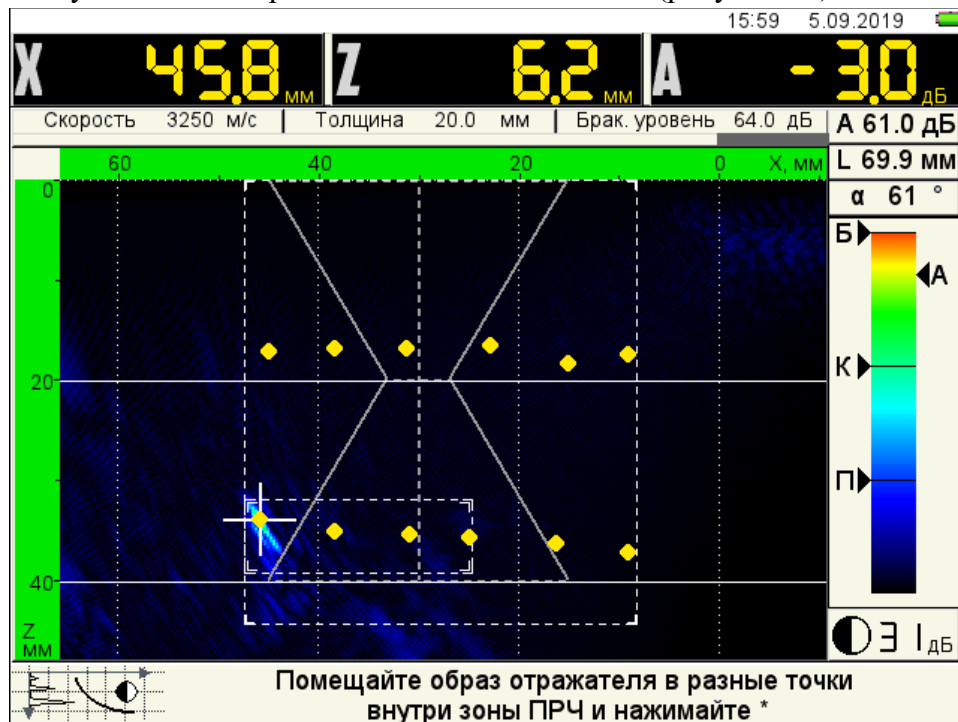 15:59 5.09.2019
X 45.8 мм Z 6.2 мм A - 3.0 дБ
Скорость 3250 м/с Толщина 20.0 мм Брак. уровень 64.0 дБ A 61.0 дБ
L 69.9 мм
60 40 20 0 X, мм
0
α 61 °
Б
А
20
К
П
40
Z
мм
31 дБ
Помещайте образ отражателя в разные точки
внутри зоны ПРЧ и нажимайте *